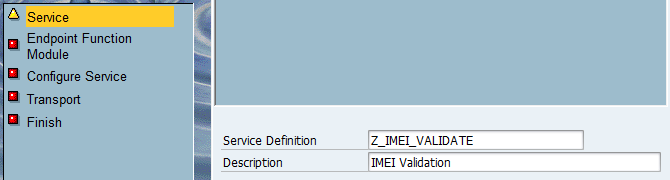 Service
Endpoint Function
Module
Configure Service
Transport
Finish
Service Definition Z_IMEI_VALIDATE
Description IMEI Validation